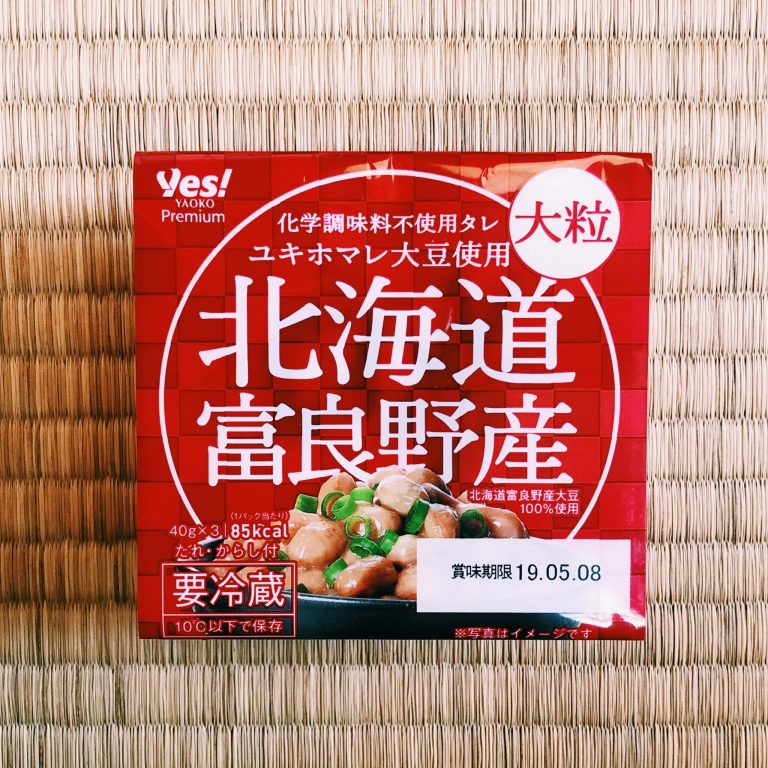 Yes!
YAOKO
Premium
化学調味料不使用タレ
大粒
ユキホマレ大豆使用
北海道
富良野産
北海道富良野産大豆
100%使用
(1パック当たり)
40g×3 85kcal
たれ・からし付
賞味期限 19.05.08
要冷蔵
10℃以下で保存
※写真はイメージです